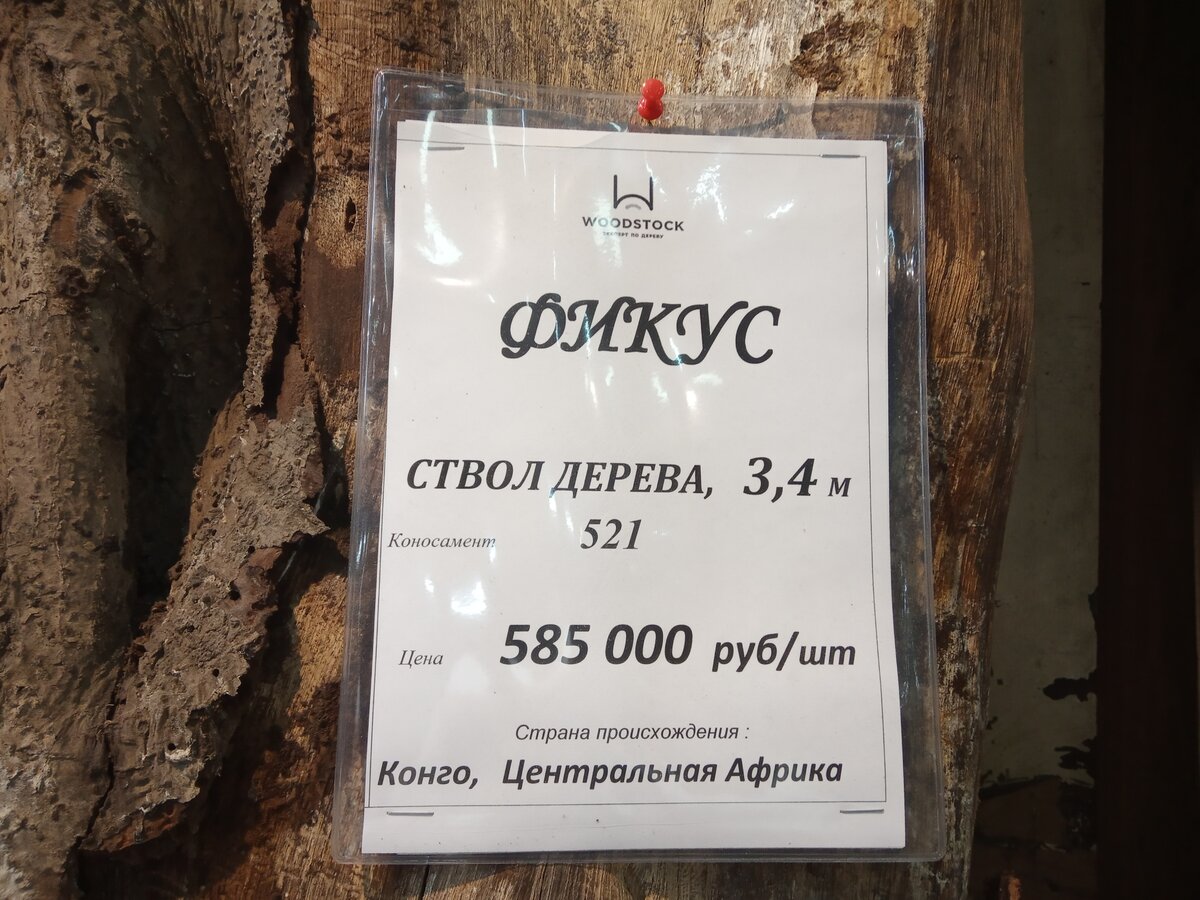 WOODSTOCK
ЭКСПЕРТ ПО ДЕРЕВУ
ФИКУС
СТВОЛ ДЕРЕВА, 3,4 м
Коносамент 521
Цена 585 000 руб/шт
Страна происхождения :
Конго, Центральная Африка